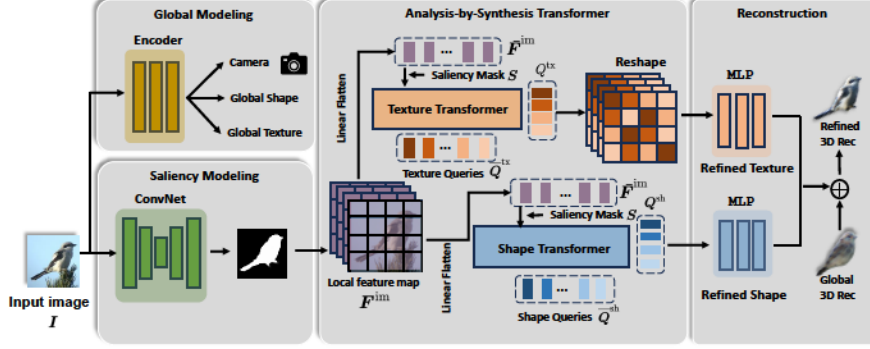 Global Modeling
Encoder
Camera
Global Shape
Global Texture
Saliency Modeling
ConvNet
Input image
I
Analysis-by-Synthesis Transformer
F̄^im
Saliency Mask S
Linear Flatten
Texture Transformer
Q^tx
Reshape
Texture Queries Q̅^tx
Local feature map
F^im
Linear Flatten
F̄^im
Saliency Mask S
Q^sh
Shape Transformer
Shape Queries Q̅^sh
Reconstruction
MLP
Refined Texture
MLP
Refined Shape
Refined
3D Rec
Global
3D Rec